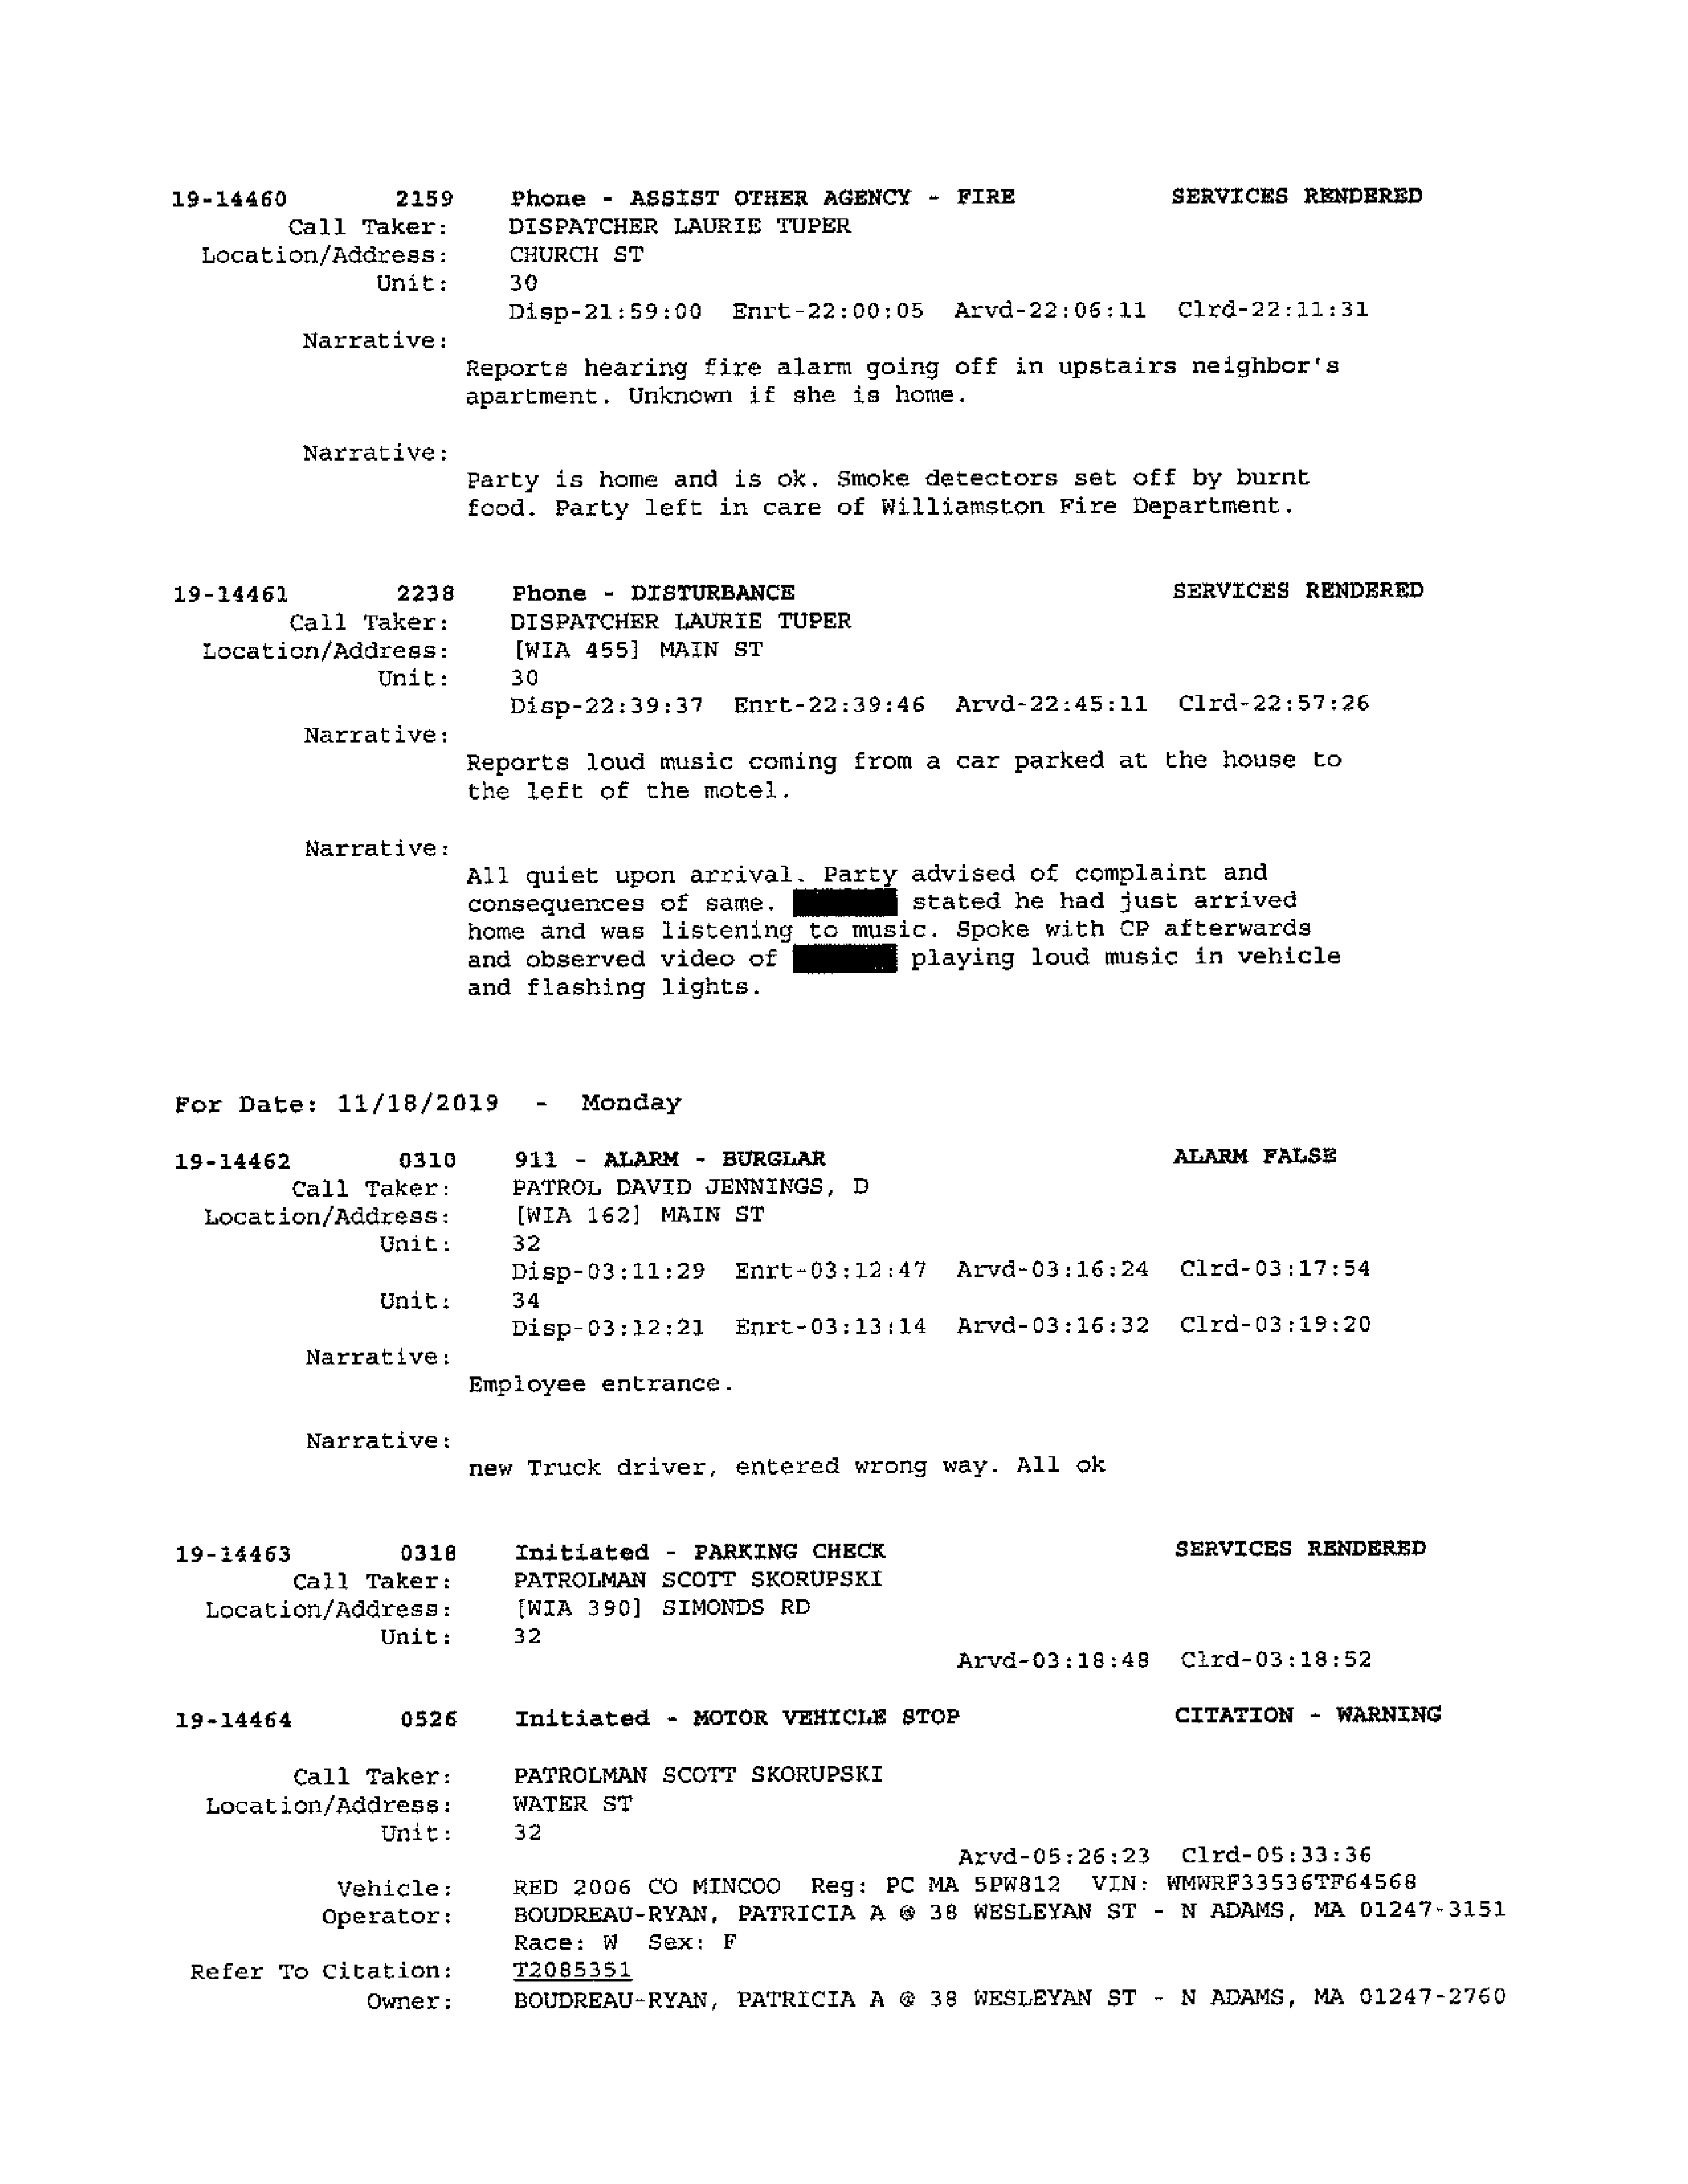 19-14460 2159 Phone - ASSIST OTHER AGENCY - FIRE SERVICES RENDERED
Call Taker: DISPATCHER LAURIE TUPER
Location/Address: CHURCH ST
Unit: 30
Disp-21:59:00 Enrt-22:00:05 Arvd-22:06:11 Clrd-22:11:31
Narrative:
Reports hearing fire alarm going off in upstairs neighbor's
apartment. Unknown if she is home.
Narrative:
Party is home and is ok. Smoke detectors set off by burnt
food. Party left in care of Williamston Fire Department.
19-14461 2238 Phone - DISTURBANCE SERVICES RENDERED
Call Taker: DISPATCHER LAURIE TUPER
Location/Address: [WIA 455] MAIN ST
Unit: 30
Disp-22:39:37 Enrt-22:39:46 Arvd-22:45:11 Clrd-22:57:26
Narrative:
Reports loud music coming from a car parked at the house to
the left of the motel.
Narrative:
All quiet upon arrival. Party advised of complaint and
consequences of same. stated he had just arrived
home and was listening to music. Spoke with CP afterwards
and observed video of playing loud music in vehicle
and flashing lights.
For Date: 11/18/2019 - Monday
19-14462 0310 911 - ALARM - BURGLAR ALARM FALSE
Call Taker: PATROL DAVID JENNINGS, D
Location/Address: [WIA 162] MAIN ST
Unit: 32
Disp-03:11:29 Enrt-03:12:47 Arvd-03:16:24 Clrd-03:17:54
Unit: 34
Disp-03:12:21 Enrt-03:13:14 Arvd-03:16:32 Clrd-03:19:20
Narrative:
Employee entrance.
Narrative:
new Truck driver, entered wrong way. All ok
19-14463 0318 Initiated - PARKING CHECK SERVICES RENDERED
Call Taker: PATROLMAN SCOTT SKORUPSKI
Location/Address: [WIA 390] SIMONDS RD
Unit: 32
Arvd-03:18:48 Clrd-03:18:52
19-14464 0526 Initiated - MOTOR VEHICLE STOP CITATION - WARNING
Call Taker: PATROLMAN SCOTT SKORUPSKI
Location/Address: WATER ST
Unit: 32
Arvd-05:26:23 Clrd-05:33:36
Vehicle: RED 2006 CO MINCOO Reg: PC MA 5PW812 VIN: WMWRF33536TF64568
Operator: BOUDREAU-RYAN, PATRICIA A @ 38 WESLEYAN ST - N ADAMS, MA 01247-3151
Race: W Sex: F
Refer To Citation: T2085351
Owner: BOUDREAU-RYAN, PATRICIA A @ 38 WESLEYAN ST - N ADAMS, MA 01247-2760